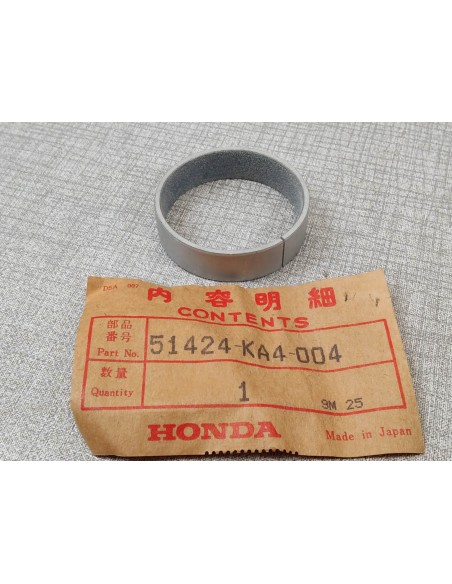 内容明細
CONTENTS
部品
番号
Part No. 51424-KA4-004
数量
Quantity 1
8M 25
HONDA Made in Japan